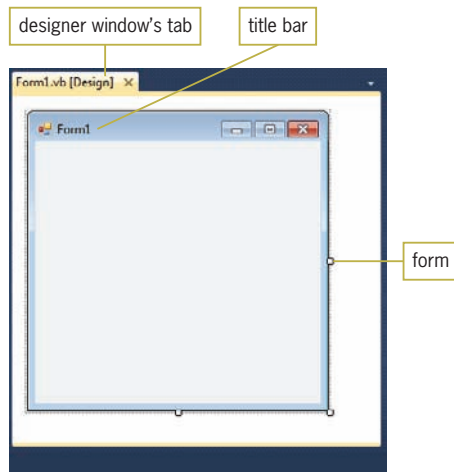 designer window's tab
title bar
Form1.vb [Design]
Form1
form